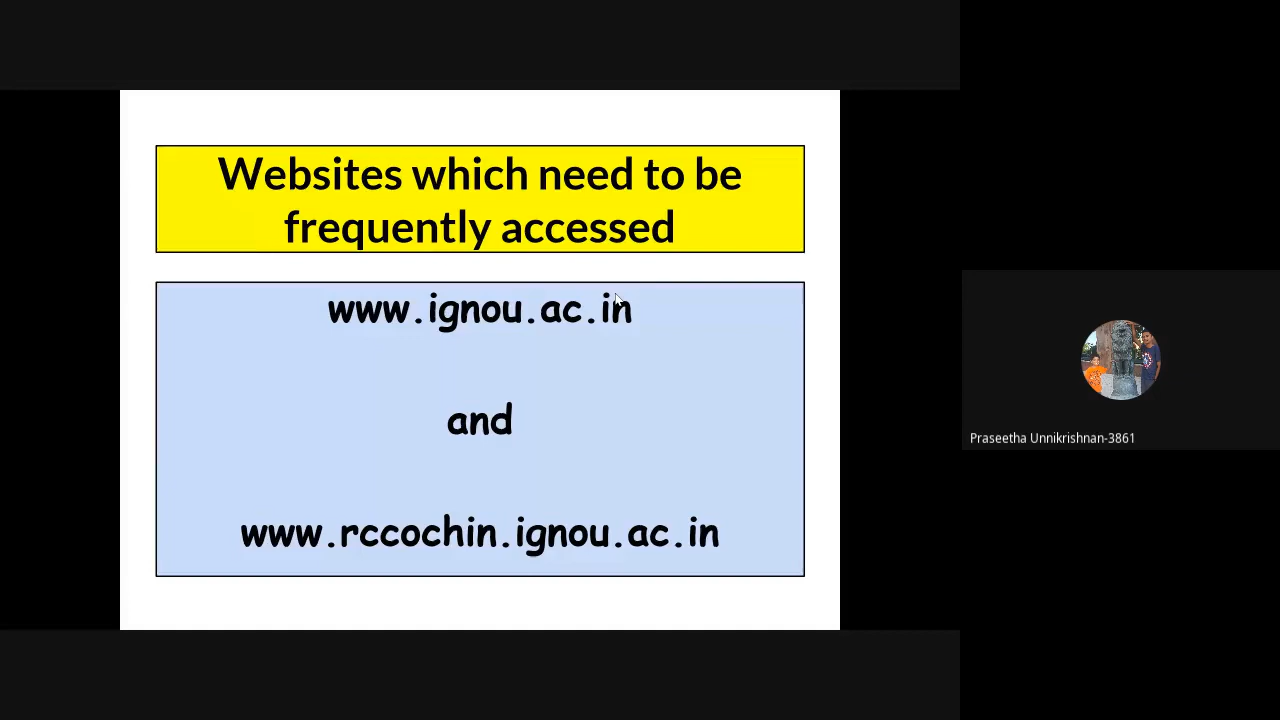 Websites which need to be
frequently accessed
www.ignou.ac.in
and
www.rccochin.ignou.ac.in
Praseetha Unnikrishnan-3861